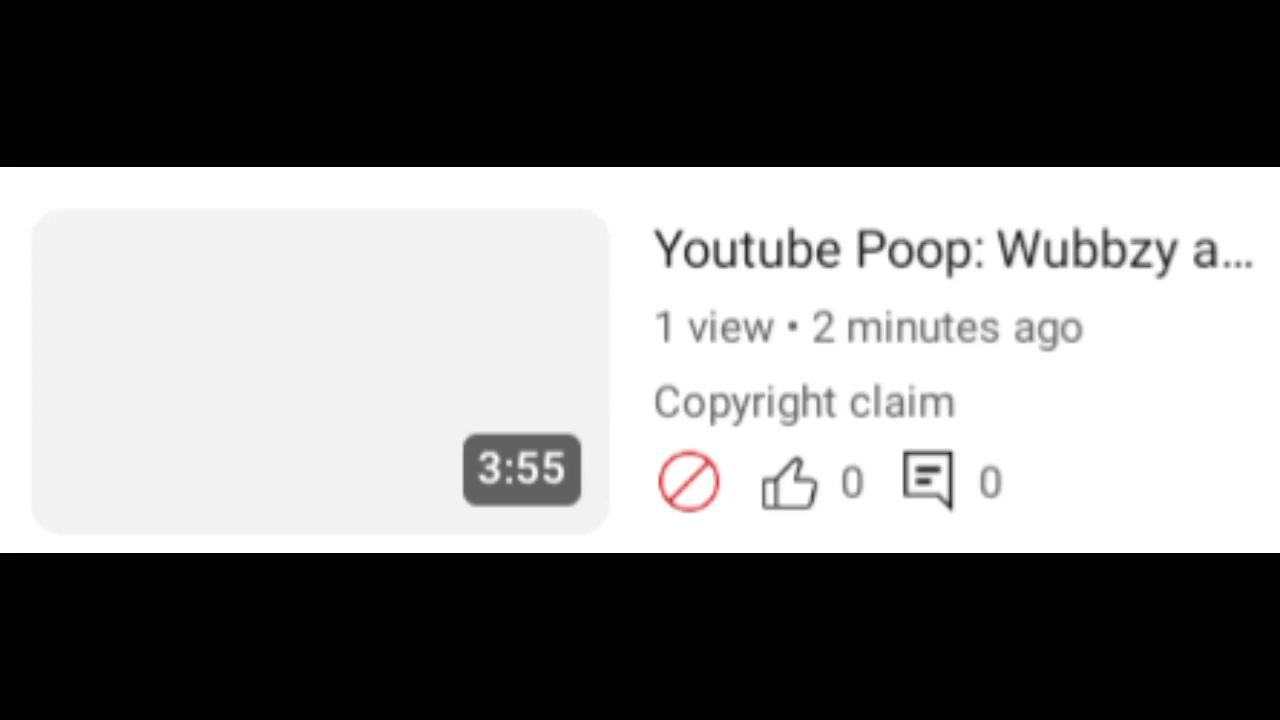 Youtube Poop: Wubbzy a...
1 view • 2 minutes ago
Copyright claim
3:55
0 0